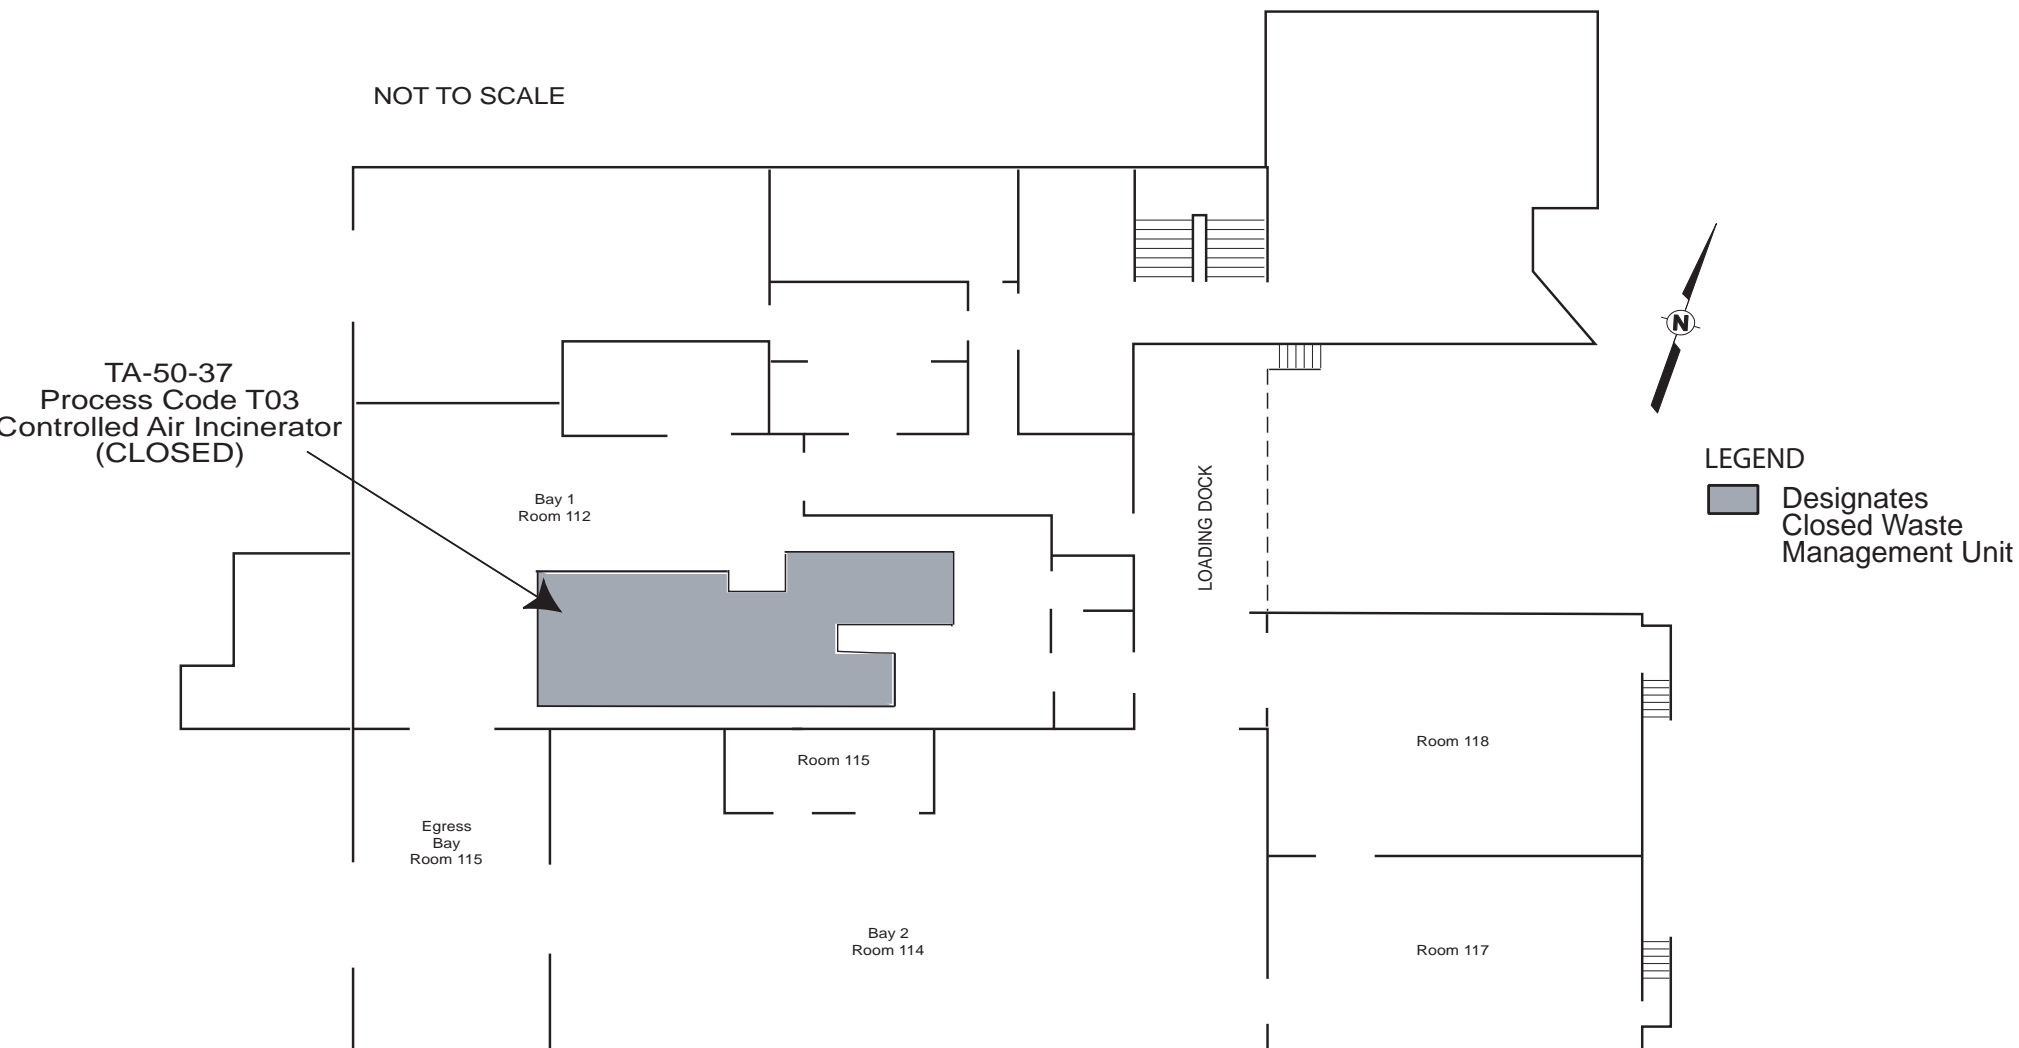 NOT TO SCALE
TA-50-37
Process Code T03
Controlled Air Incinerator
(CLOSED)
Bay 1
Room 112
LOADING DOCK
N
LEGEND
Designates
Closed Waste
Management Unit
Room 115
Room 118
Egress
Bay
Room 115
Bay 2
Room 114
Room 117